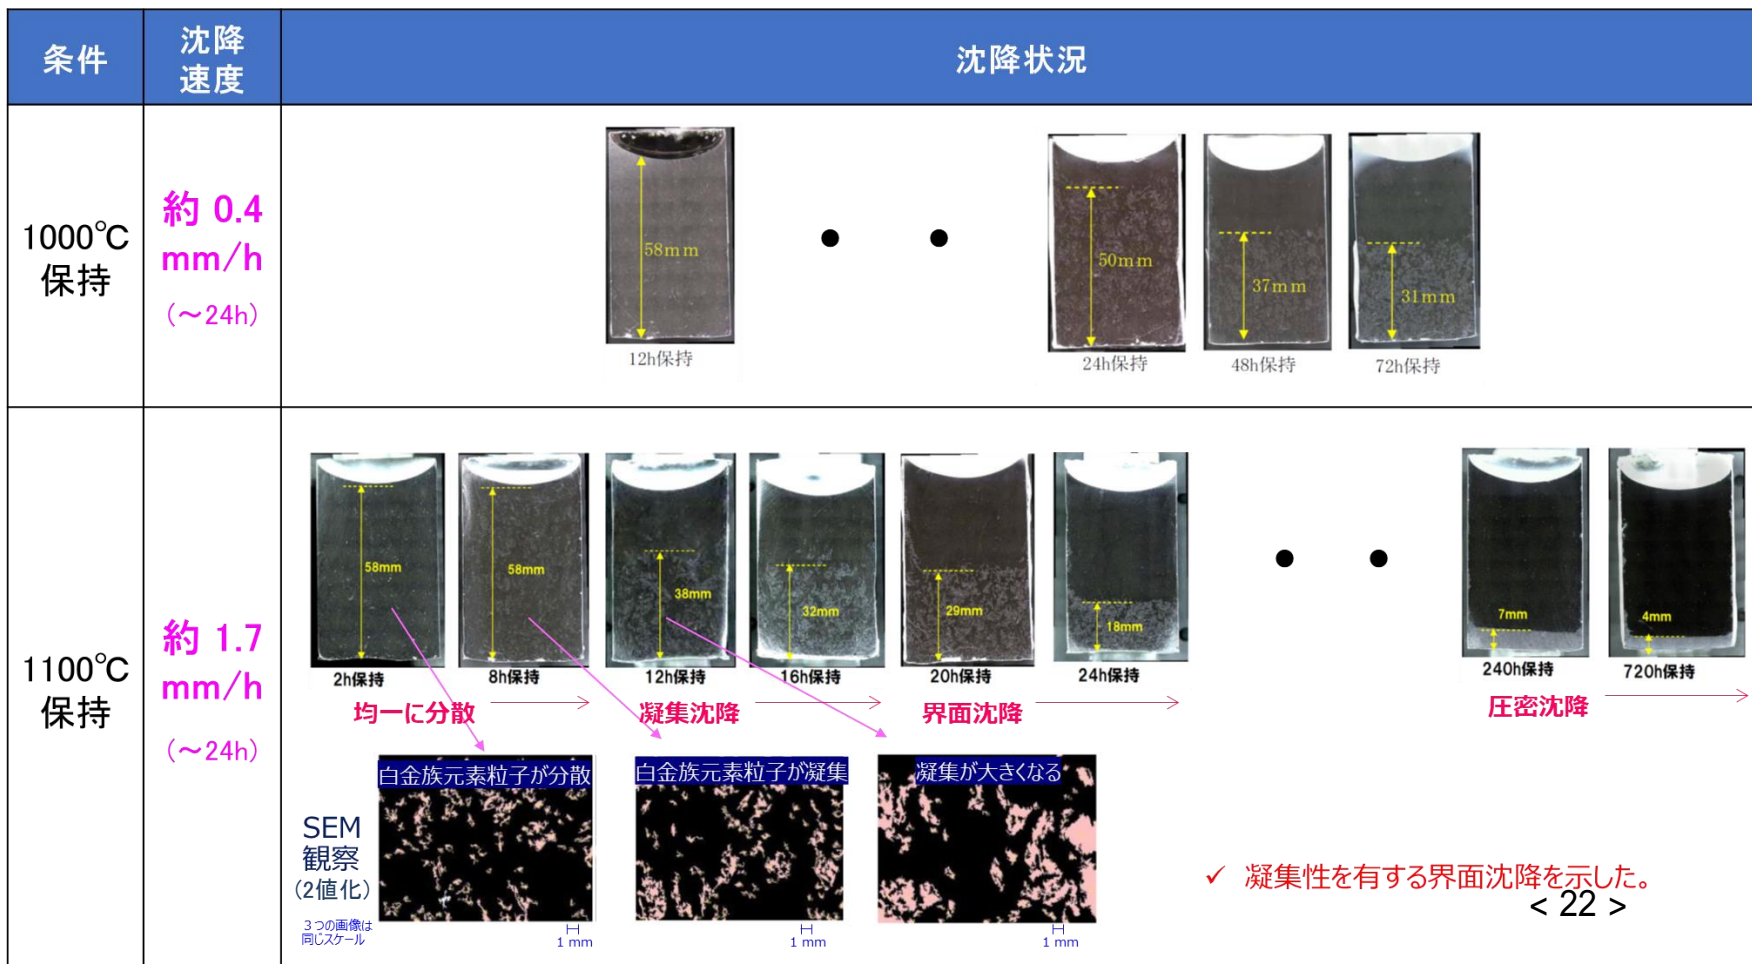 条件
沈降
速度
沈降状況
1000℃
保持
約 0.4
mm/h
(～24h)
58mm
12h保持
50mm
24h保持
37mm
48h保持
31mm
72h保持
1100℃
保持
約 1.7
mm/h
(～24h)
58mm
2h保持
58mm
8h保持
38mm
12h保持
32mm
16h保持
29mm
20h保持
18mm
24h保持
7mm
240h保持
4mm
720h保持
均一に分散
凝集沈降
界面沈降
圧密沈降
SEM
観察
(2値化)
3つの画像は
同じスケール
白金族元素粒子が分散
1 mm
白金族元素粒子が凝集
1 mm
凝集が大きくなる
1 mm
✓ 凝集性を有する界面沈降を示した。
< 22 >